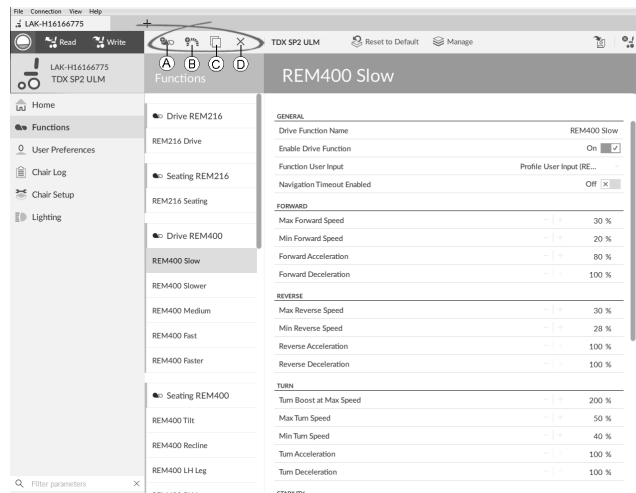 File Connection View Help
LAK-H16166775
Read Write TDX SP2 ULM Reset to Default Manage
A B C D
LAK-H16166775
TDX SP2 ULM
Functions
REM400 Slow
Home
Functions
User Preferences
Chair Log
Chair Setup
Lighting
Filter parameters
Drive REM216
REM216 Drive
Seating REM216
REM216 Seating
Drive REM400
REM400 Slow
REM400 Slower
REM400 Medium
REM400 Fast
REM400 Faster
Seating REM400
REM400 Tilt
REM400 Recline
REM400 LH Leg
GENERAL
Drive Function Name REM400 Slow
Enable Drive Function On
Function User Input Profile User Input (RE...
Navigation Timeout Enabled Off
FORWARD
Max Forward Speed - + 30 %
Min Forward Speed - + 20 %
Forward Acceleration - + 80 %
Forward Deceleration - + 100 %
REVERSE
Max Reverse Speed - + 30 %
Min Reverse Speed - + 28 %
Reverse Acceleration - + 100 %
Reverse Deceleration - + 100 %
TURN
Turn Boost at Max Speed - + 200 %
Max Turn Speed - + 50 %
Min Turn Speed - + 40 %
Turn Acceleration - + 100 %
Turn Deceleration - + 100 %